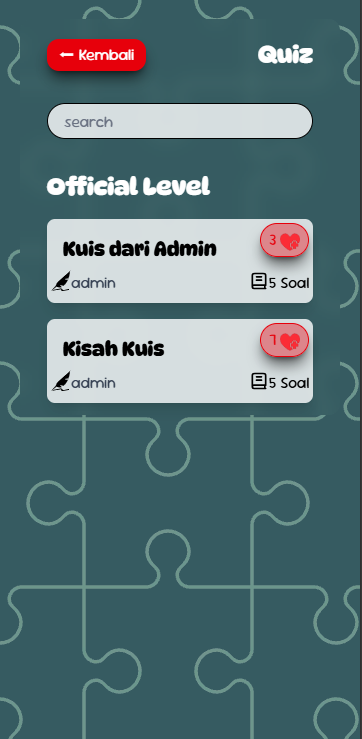 ← Kembali
Quiz
search
Official Level
Kuis dari Admin
3
admin
5 Soal
Kisah Kuis
1
admin
5 Soal